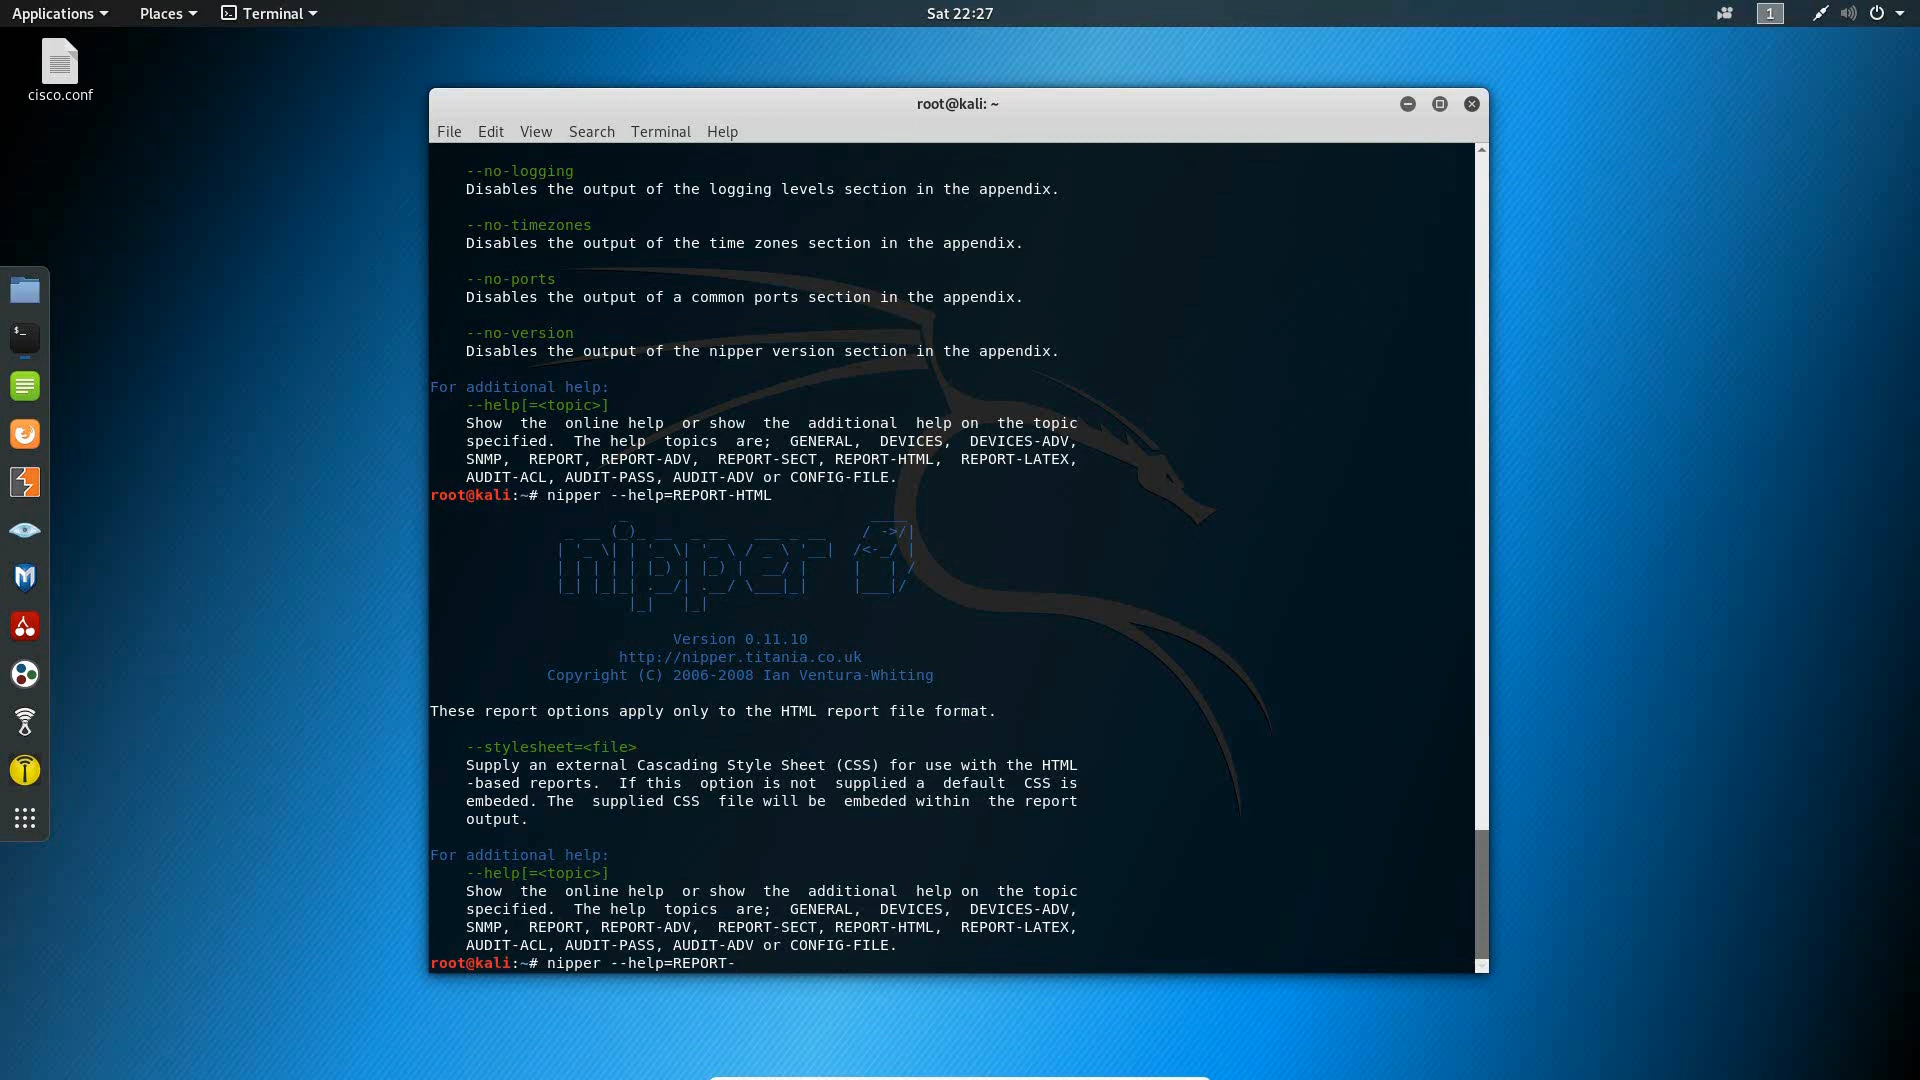 Applications Places Terminal Sat 22:27 1
cisco.conf
root@kali: ~
File Edit View Search Terminal Help
--no-logging
Disables the output of the logging levels section in the appendix.
--no-timezones
Disables the output of the time zones section in the appendix.
--no-ports
Disables the output of a common ports section in the appendix.
--no-version
Disables the output of the nipper version section in the appendix.
For additional help:
--help[=<topic>]
Show the online help or show the additional help on the topic
specified. The help topics are; GENERAL, DEVICES, DEVICES-ADV,
SNMP, REPORT, REPORT-ADV, REPORT-SECT, REPORT-HTML, REPORT-LATEX,
AUDIT-ACL, AUDIT-PASS, AUDIT-ADV or CONFIG-FILE.
root@kali:~# nipper --help=REPORT-HTML
nipper
Version 0.11.10
http://nipper.titania.co.uk
Copyright (C) 2006-2008 Ian Ventura-Whiting
These report options apply only to the HTML report file format.
--stylesheet=<file>
Supply an external Cascading Style Sheet (CSS) for use with the HTML
-based reports. If this option is not supplied a default CSS is
embeded. The supplied CSS file will be embeded within the report
output.
For additional help:
--help[=<topic>]
Show the online help or show the additional help on the topic
specified. The help topics are; GENERAL, DEVICES, DEVICES-ADV,
SNMP, REPORT, REPORT-ADV, REPORT-SECT, REPORT-HTML, REPORT-LATEX,
AUDIT-ACL, AUDIT-PASS, AUDIT-ADV or CONFIG-FILE.
root@kali:~# nipper --help=REPORT-